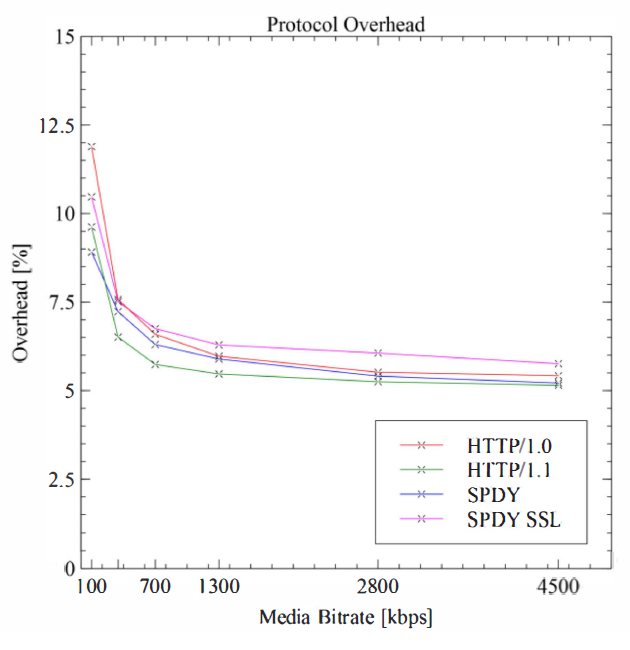 Protocol Overhead
15
12.5
10
7.5
5
2.5
0
Overhead [%]
HTTP/1.0
HTTP/1.1
SPDY
SPDY SSL
100 700 1300 2800 4500
Media Bitrate [kbps]